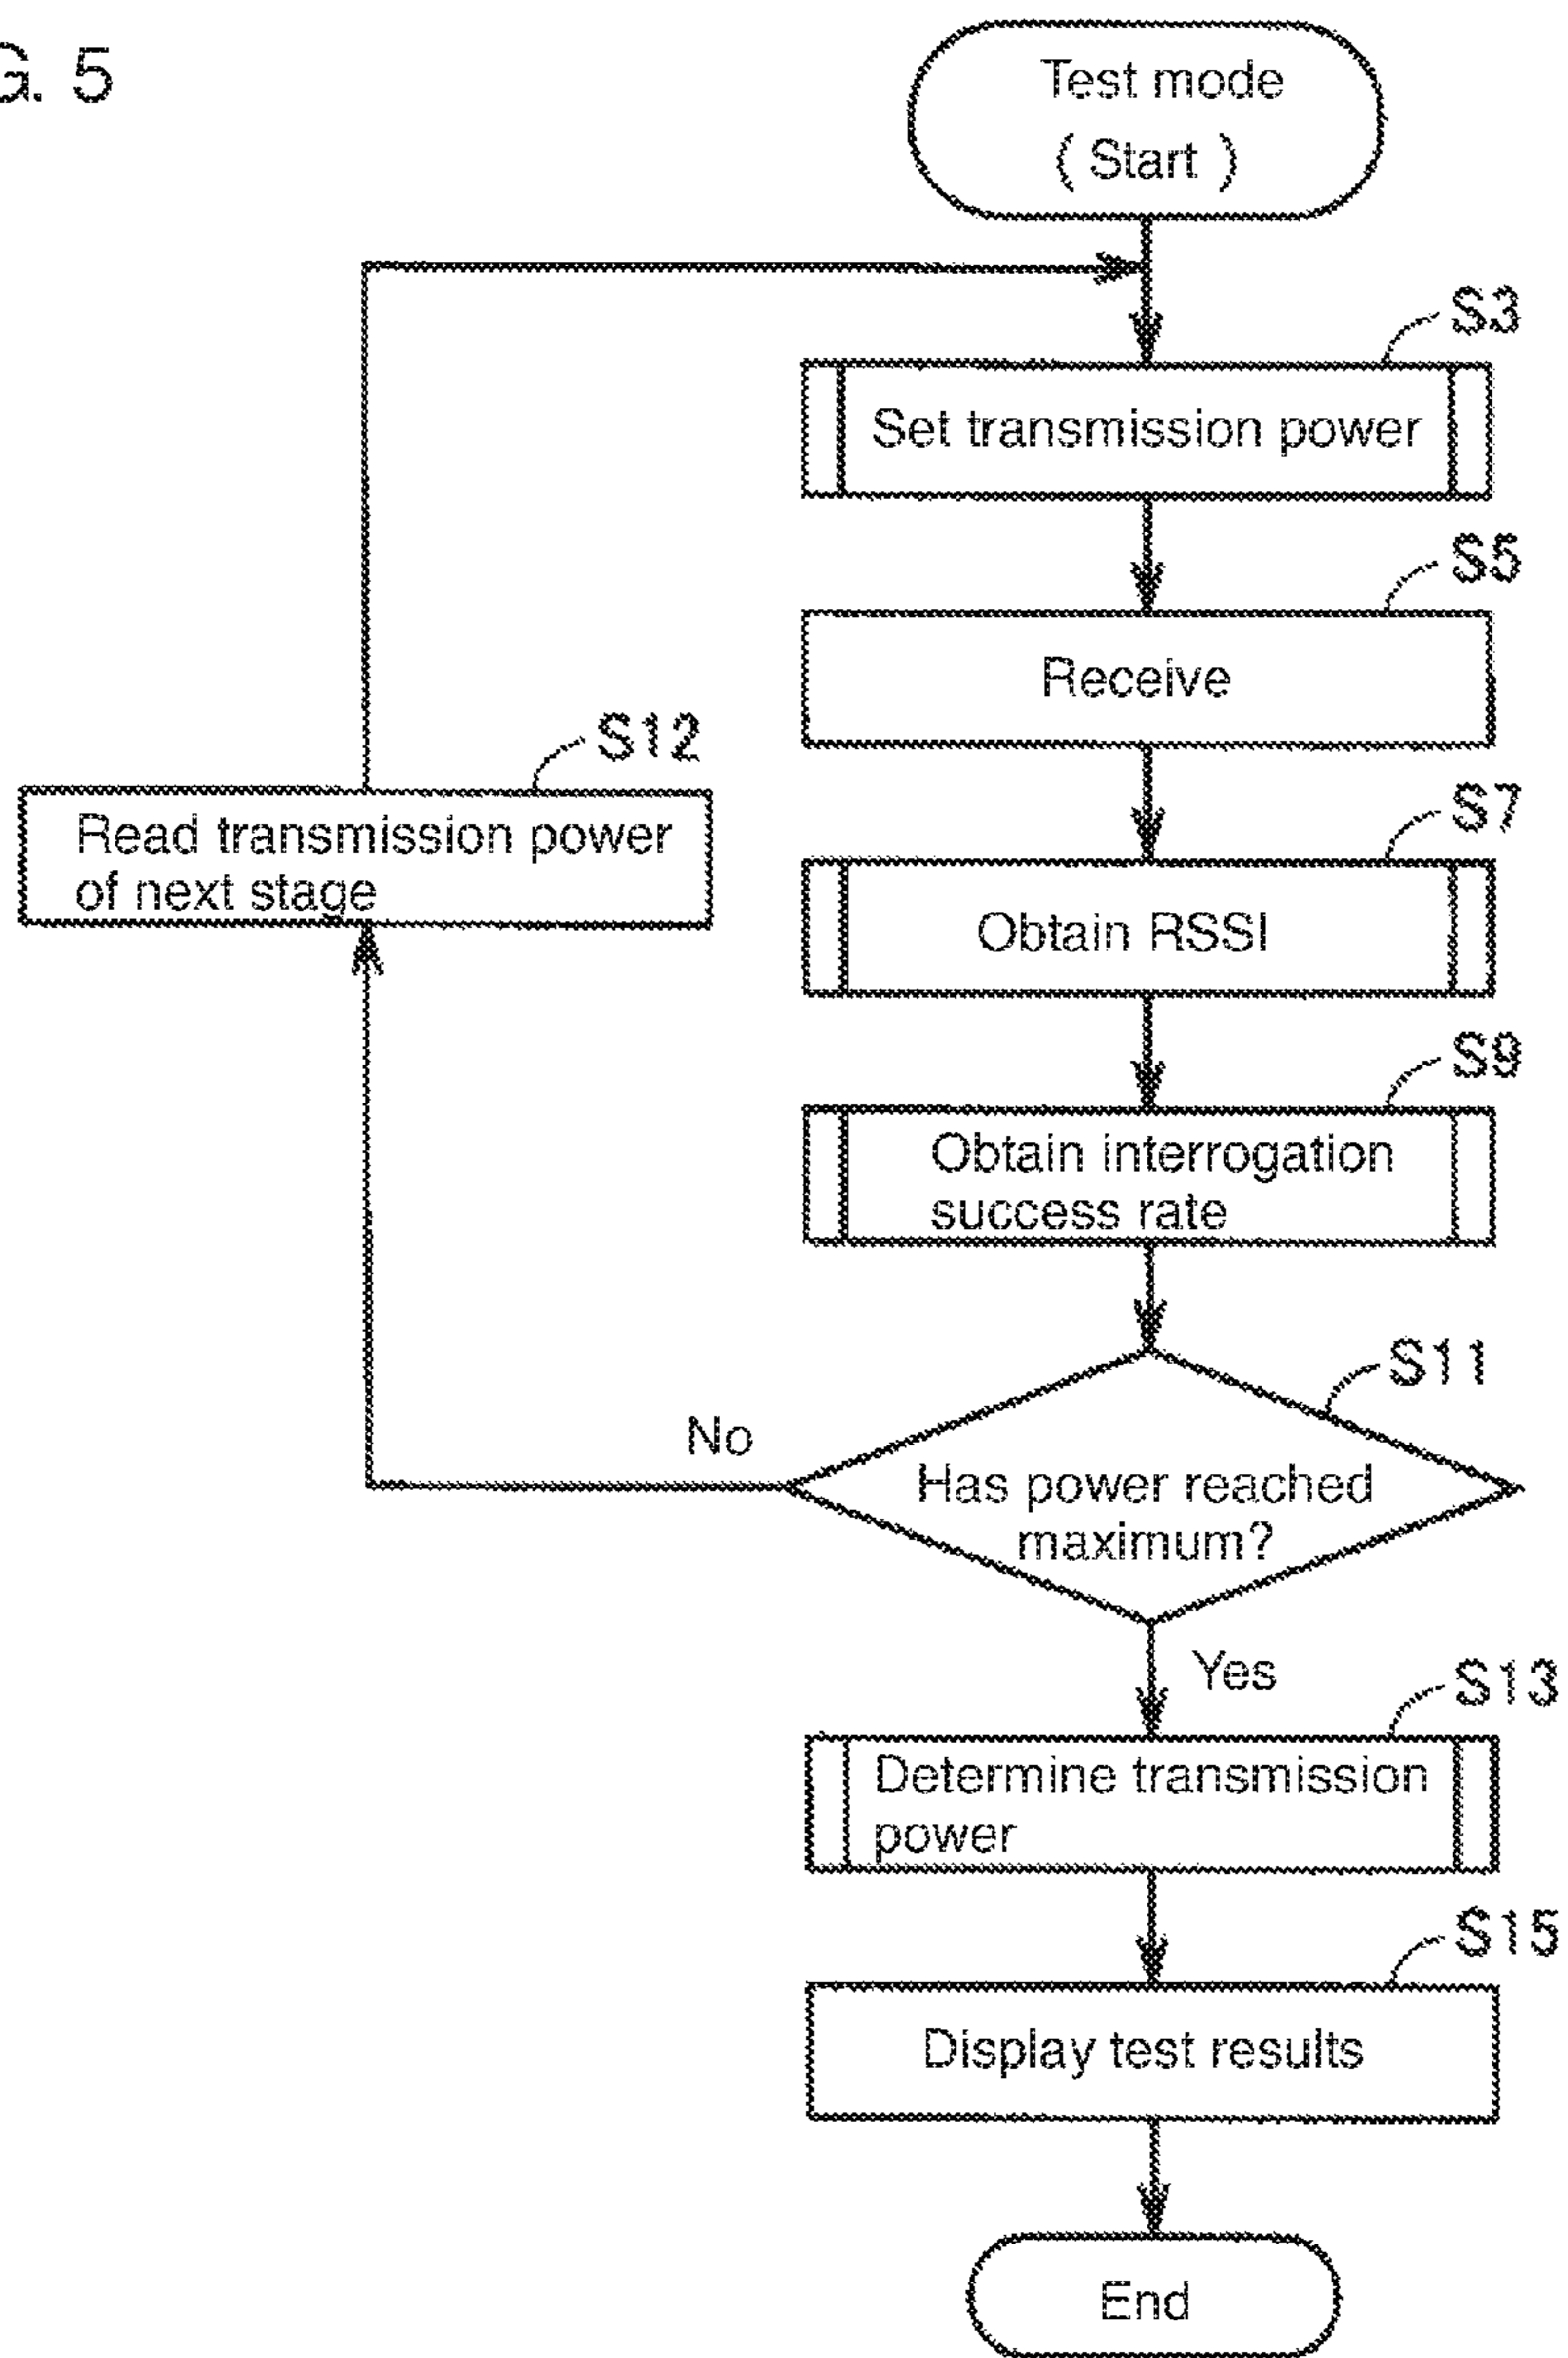 G. 5
Test mode
( Start )
S3
Set transmission power
S5
Receive
S12
Read transmission power
of next stage
S7
Obtain RSSI
S9
Obtain interrogation
success rate
S11
No
Has power reached
maximum?
Yes
S13
Determine transmission
power
S15
Display test results
End